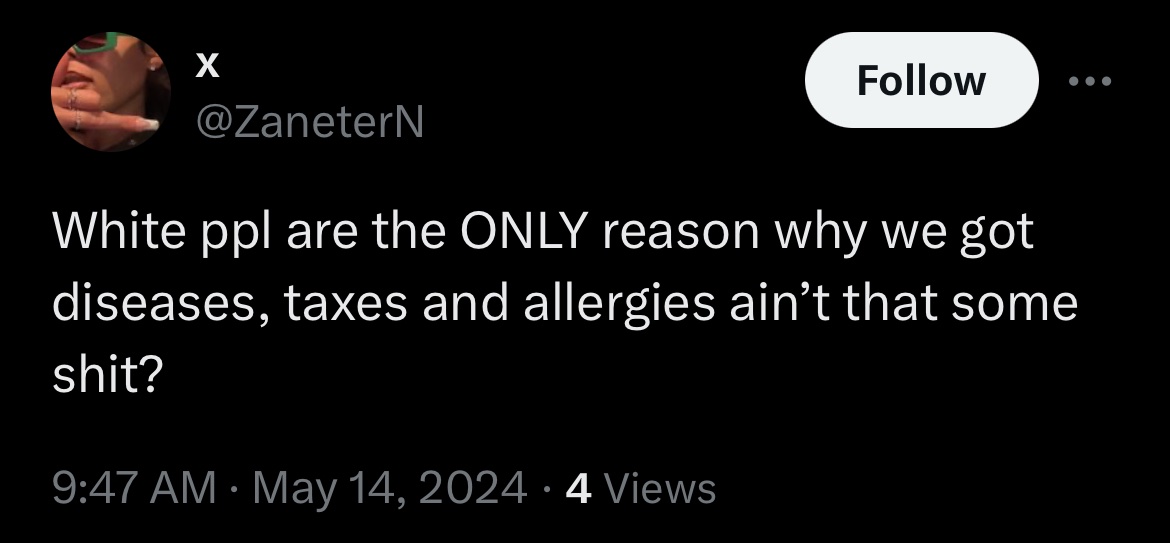 x
@ZaneterN
Follow
White ppl are the ONLY reason why we got
diseases, taxes and allergies ain’t that some
shit?
9:47 AM · May 14, 2024 · 4 Views